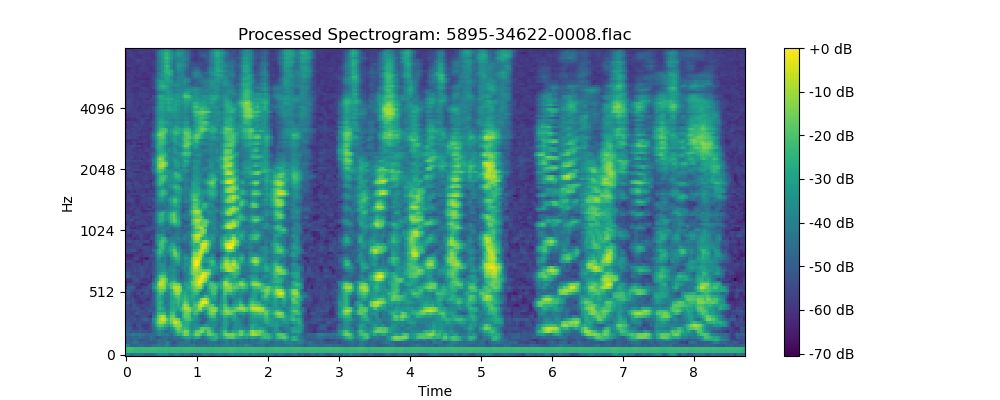 Processed Spectrogram: 5895-34622-0008.flac
Hz
4096
2048
1024
512
0
0 1 2 3 4 5 6 7 8
Time
+0 dB
-10 dB
-20 dB
-30 dB
-40 dB
-50 dB
-60 dB
-70 dB